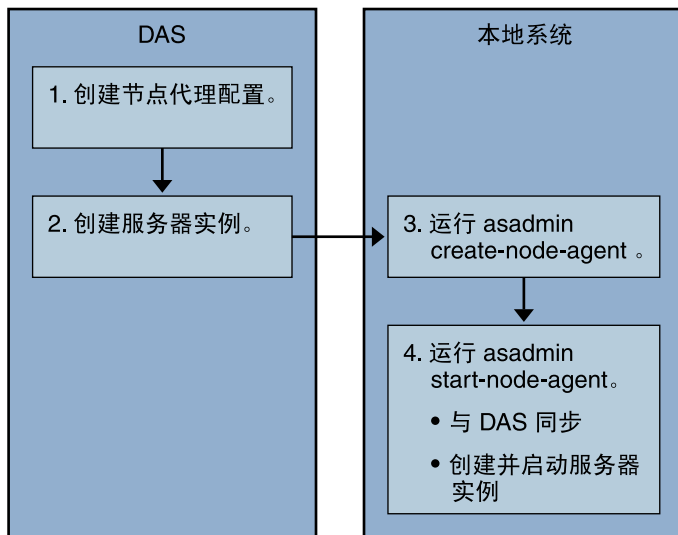 DAS
1. 创建节点代理配置。
2. 创建服务器实例。
本地系统
3. 运行 asadmin
create-node-agent 。
4. 运行 asadmin
start-node-agent。
• 与 DAS 同步
• 创建并启动服务器
实例